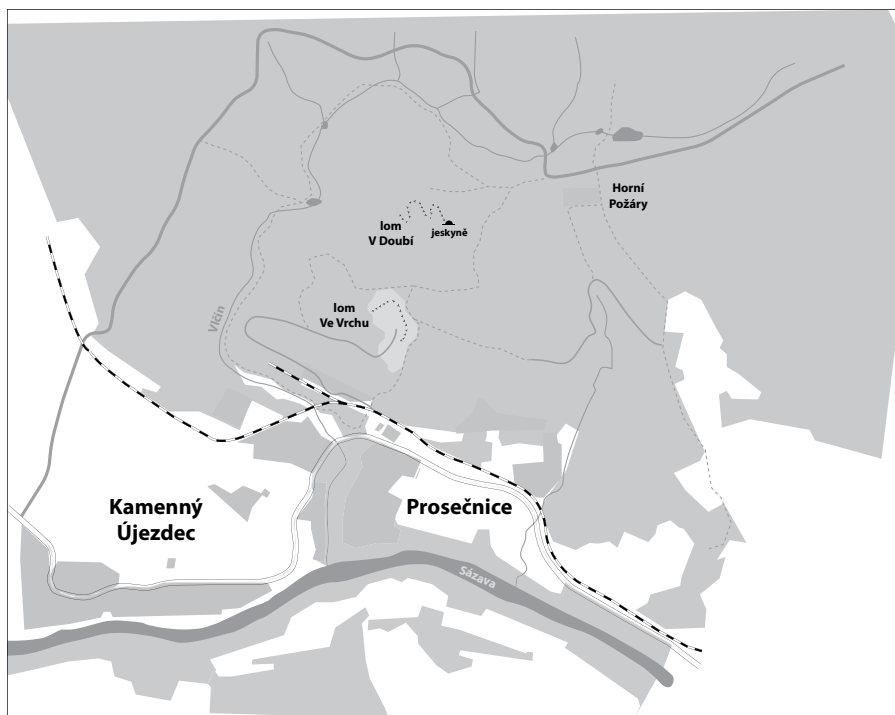 Horní
Požáry
lom
V Doubí
jeskyně
lom
Ve Vrchu
Vlčín
Kamenný
Újezdec
Prosečnice
Sázava